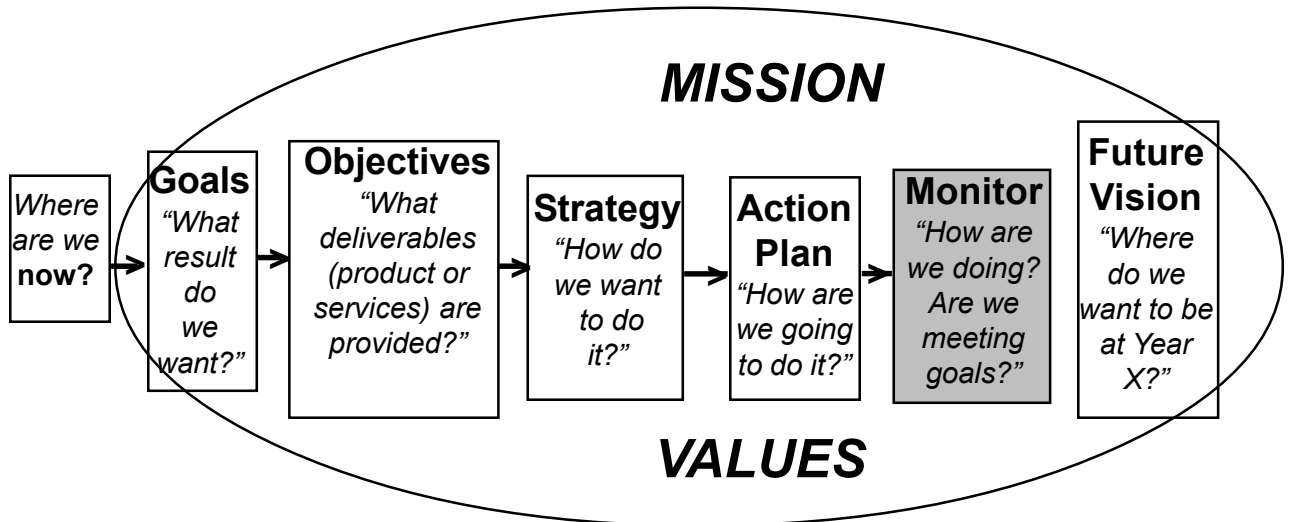 MISSION
Where
are we
now?
Goals
“What
result
do
we
want?”
Objectives
“What
deliverables
(product or
services) are
provided?”
Strategy
“How do
we want
to do
it?”
Action
Plan
“How are
we going
to do it?”
Monitor
“How are
we doing?
Are we
meeting
goals?”
Future
Vision
“Where
do we
want to be
at Year
X?”
VALUES